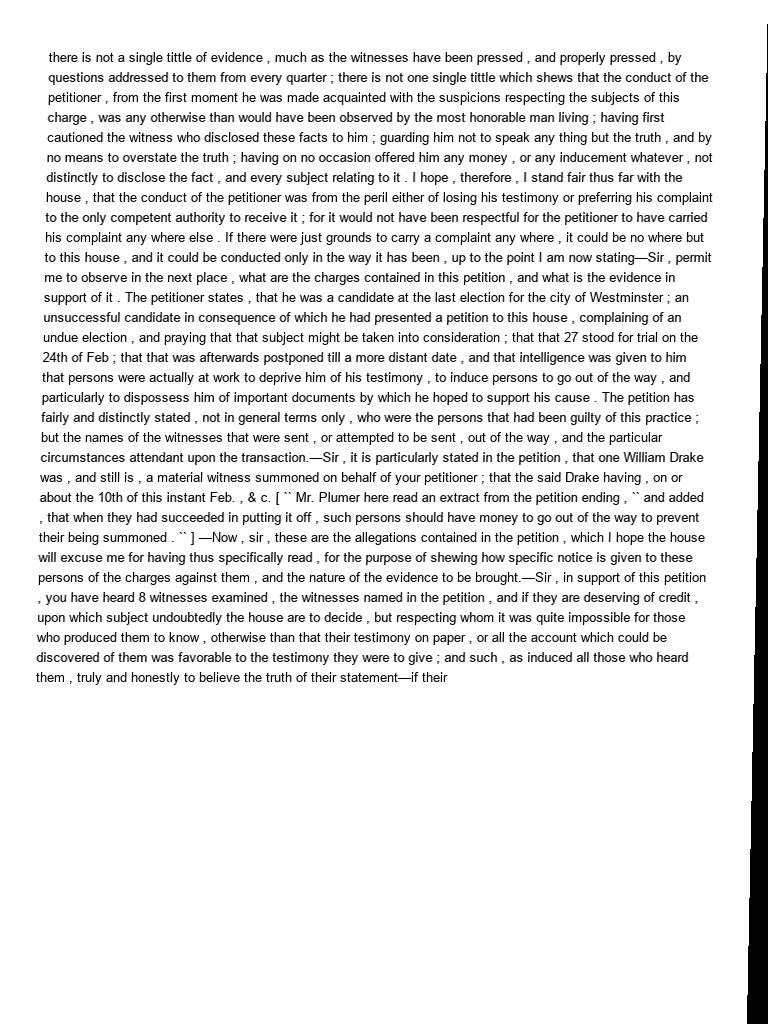 there is not a single tittle of evidence , much as the witnesses have been pressed , and properly pressed , by
questions addressed to them from every quarter ; there is not one single tittle which shews that the conduct of the
petitioner , from the first moment he was made acquainted with the suspicions respecting the subjects of this
charge , was any otherwise than would have been observed by the most honorable man living ; having first
cautioned the witness who disclosed these facts to him ; guarding him not to speak any thing but the truth , and by
no means to overstate the truth ; having on no occasion offered him any money , or any inducement whatever , not
distinctly to disclose the fact , and every subject relating to it . I hope , therefore , I stand fair thus far with the
house , that the conduct of the petitioner was from the peril either of losing his testimony or preferring his complaint
to the only competent authority to receive it ; for it would not have been respectful for the petitioner to have carried
his complaint any where else . If there were just grounds to carry a complaint any where , it could be no where but
to this house , and it could be conducted only in the way it has been , up to the point I am now stating—Sir , permit
me to observe in the next place , what are the charges contained in this petition , and what is the evidence in
support of it . The petitioner states , that he was a candidate at the last election for the city of Westminster ; an
unsuccessful candidate in consequence of which he had presented a petition to this house , complaining of an
undue election , and praying that that subject might be taken into consideration ; that that 27 stood for trial on the
24th of Feb ; that that was afterwards postponed till a more distant date , and that intelligence was given to him
that persons were actually at work to deprive him of his testimony , to induce persons to go out of the way , and
particularly to dispossess him of important documents by which he hoped to support his cause . The petition has
fairly and distinctly stated , not in general terms only , who were the persons that had been guilty of this practice ;
but the names of the witnesses that were sent , or attempted to be sent , out of the way , and the particular
circumstances attendant upon the transaction.—Sir , it is particularly stated in the petition , that one William Drake
was , and still is , a material witness summoned on behalf of your petitioner ; that the said Drake having , on or
about the 10th of this instant Feb. , & c. [ `` Mr. Plumer here read an extract from the petition ending , `` and added
, that when they had succeeded in putting it off , such persons should have money to go out of the way to prevent
their being summoned . `` ] —Now , sir , these are the allegations contained in the petition , which I hope the house
will excuse me for having thus specifically read , for the purpose of shewing how specific notice is given to these
persons of the charges against them , and the nature of the evidence to be brought.—Sir , in support of this petition
, you have heard 8 witnesses examined , the witnesses named in the petition , and if they are deserving of credit ,
upon which subject undoubtedly the house are to decide , but respecting whom it was quite impossible for those
who produced them to know , otherwise than that their testimony on paper , or all the account which could be
discovered of them was favorable to the testimony they were to give ; and such , as induced all those who heard
them , truly and honestly to believe the truth of their statement—if their